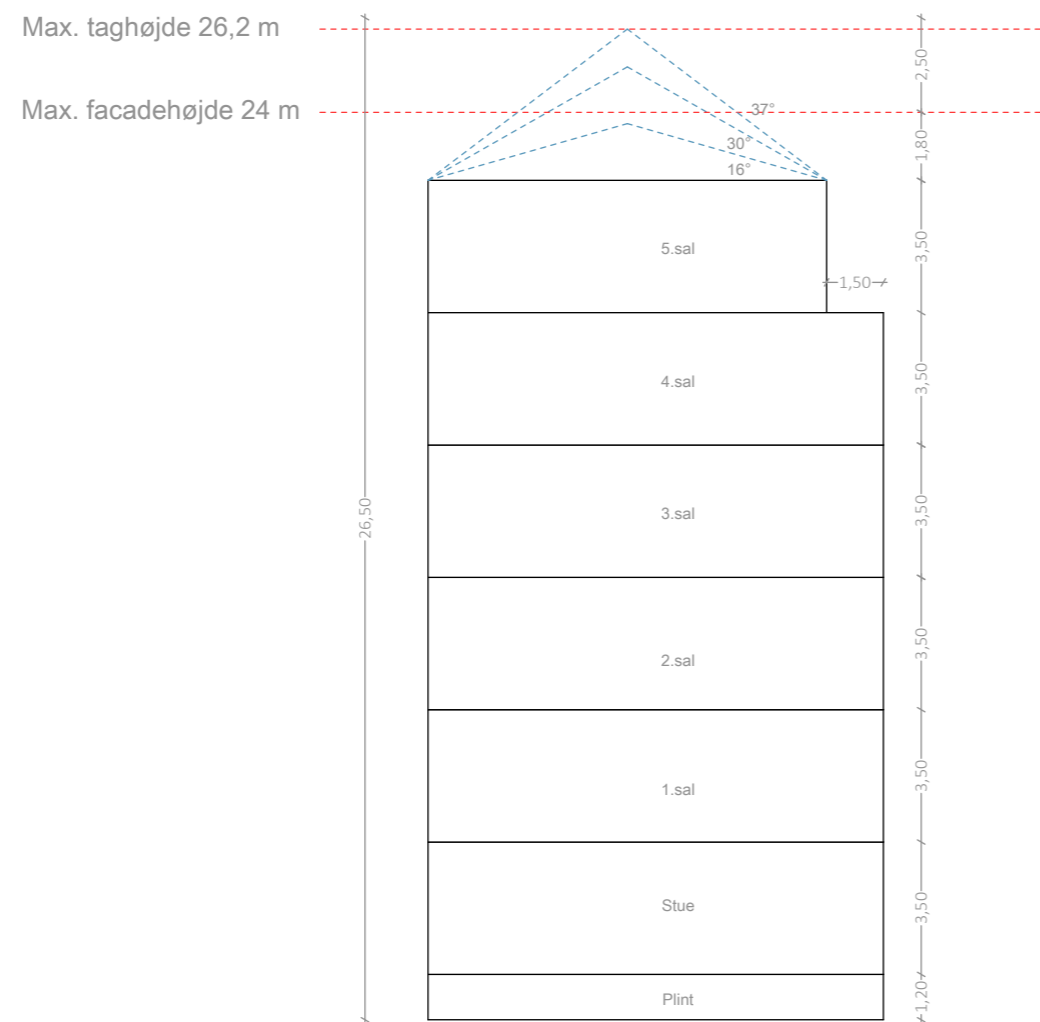 Max. taghøjde 26,2 m
2,50
Max. facadehøjde 24 m
37°
1,80
30°
16°
5.sal
3,50
1,50
4.sal
3,50
26,50
3.sal
3,50
2.sal
3,50
1.sal
3,50
Stue
3,50
Plint
1,20